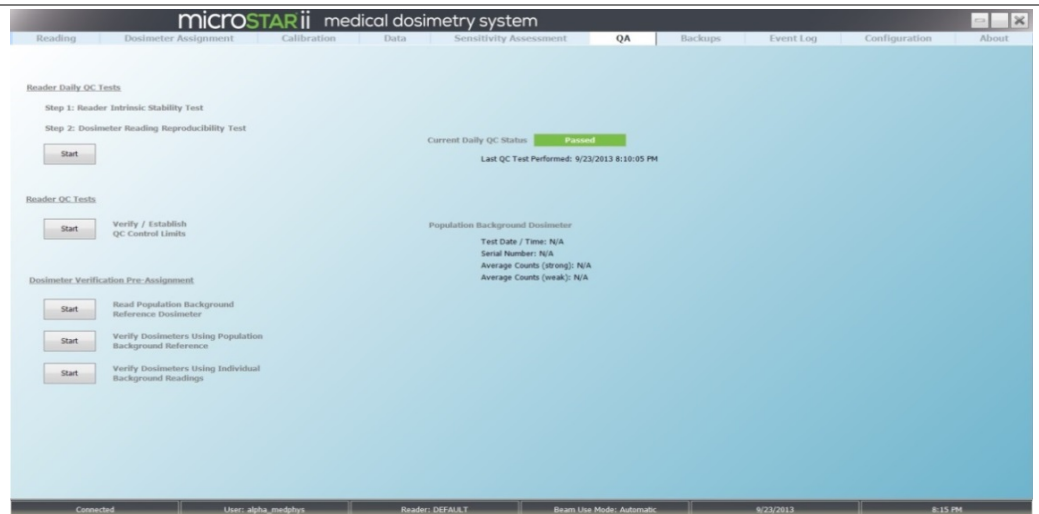 microSTARii medical dosimetry system
Reading Dosimeter Assignment Calibration Data Sensitivity Assessment QA Backups Event Log Configuration About
Reader Daily QC Tests
Step 1: Reader Intrinsic Stability Test
Step 2: Dosimeter Reading Reproducibility Test
Start
Current Daily QC Status Passed
Last QC Test Performed: 9/23/2013 8:10:05 PM
Reader QC Tests
Start
Verify / Establish
QC Control Limits
Population Background Dosimeter
Test Date / Time: N/A
Serial Number: N/A
Average Counts (strong): N/A
Average Counts (weak): N/A
Dosimeter Verification Pre-Assignment
Start
Read Population Background
Reference Dosimeter
Start
Verify Dosimeters Using Population
Background Reference
Start
Verify Dosimeters Using Individual
Background Readings
Connected User: alpha_medphys Reader: DEFAULT Beam Use Mode: Automatic 9/23/2013 8:15 PM